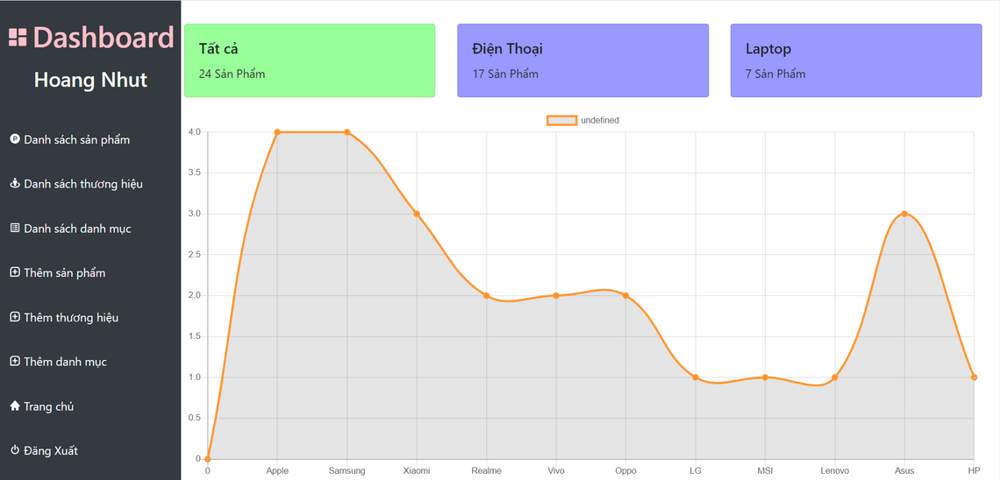 Dashboard
Hoang Nhut
Danh sách sản phẩm
Danh sách thương hiệu
Danh sách danh mục
Thêm sản phẩm
Thêm thương hiệu
Thêm danh mục
Trang chủ
Đăng Xuất
Tất cả
24 Sản Phẩm
Điện Thoại
17 Sản Phẩm
Laptop
7 Sản Phẩm
undefined
4.0
3.5
3.0
2.5
2.0
1.5
1.0
0.5
0
0 Apple Samsung Xiaomi Realme Vivo Oppo LG MSI Lenovo Asus HP